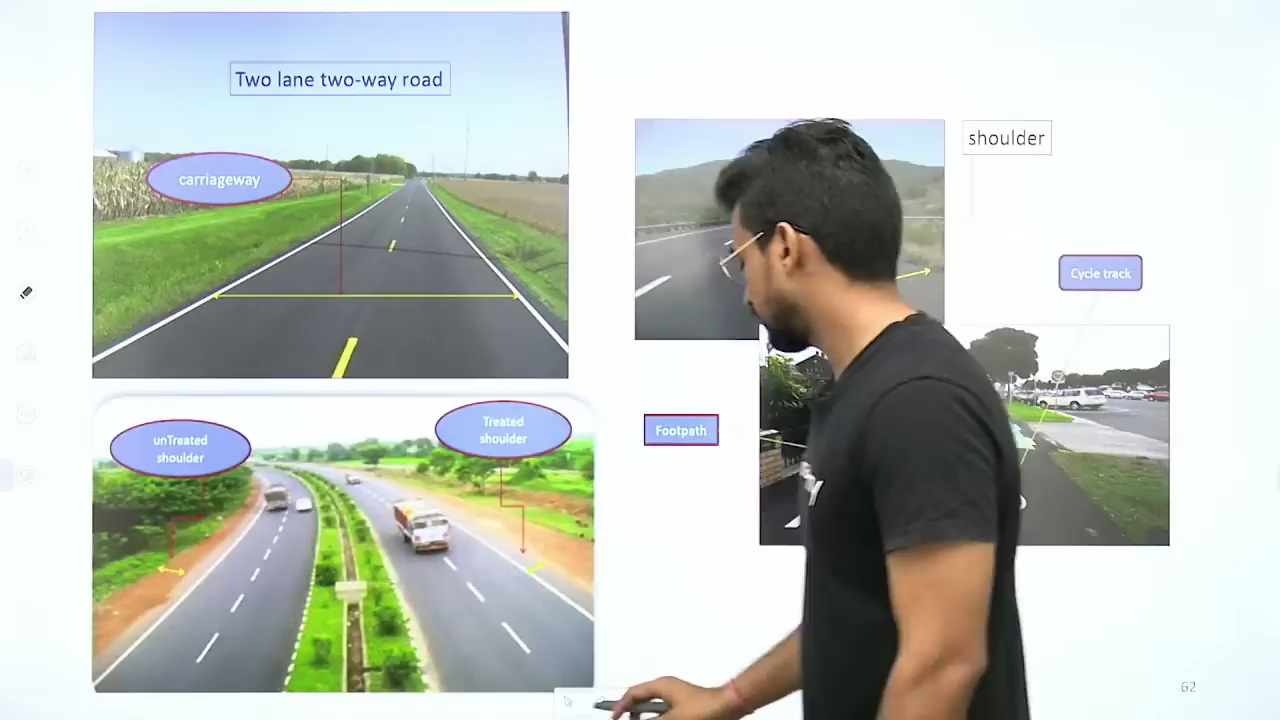 Two lane two-way road
carriageway
shoulder
Cycle track
unTreated
shoulder
Treated
shoulder
Footpath
62